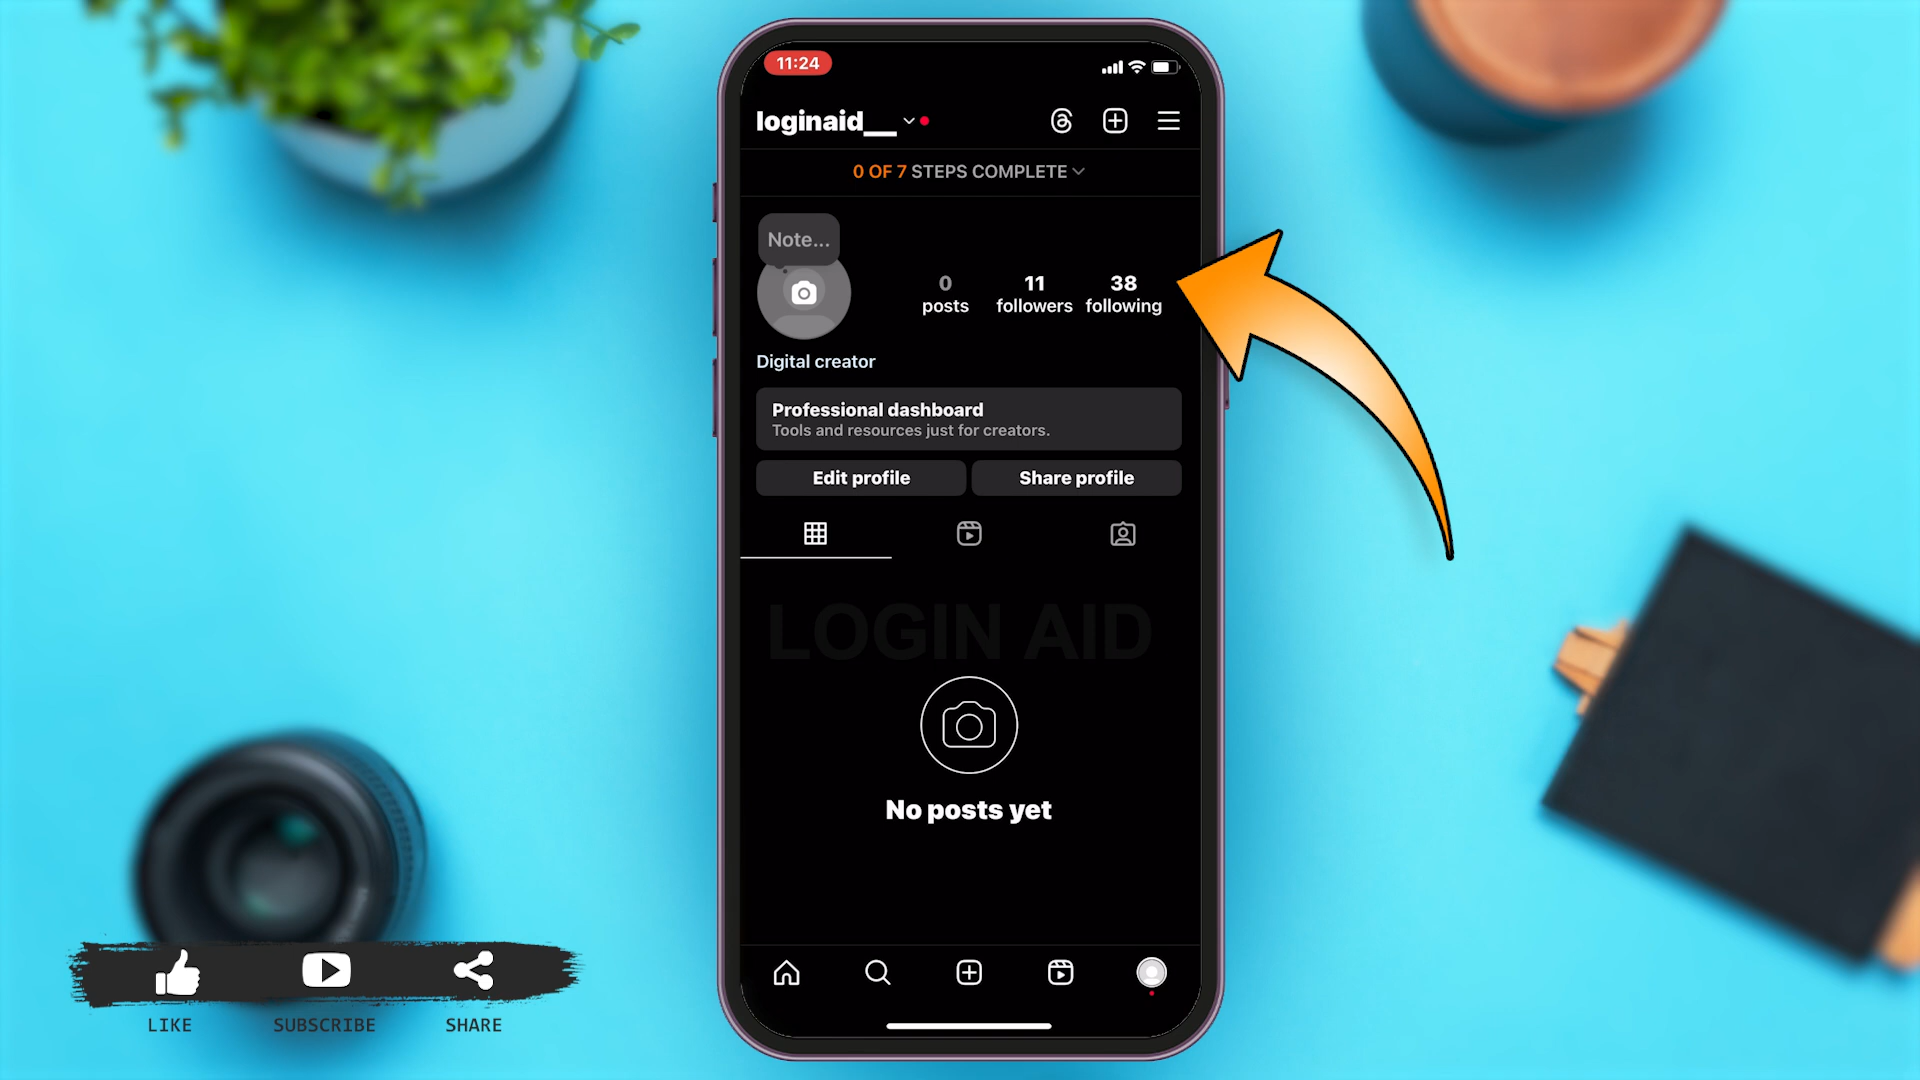 11:24
loginaid__
0 OF 7 STEPS COMPLETE
Note...
0 11 38
posts followers following
Digital creator
Professional dashboard
Tools and resources just for creators.
Edit profile Share profile
LOGIN AID
No posts yet
LIKE SUBSCRIBE SHARE